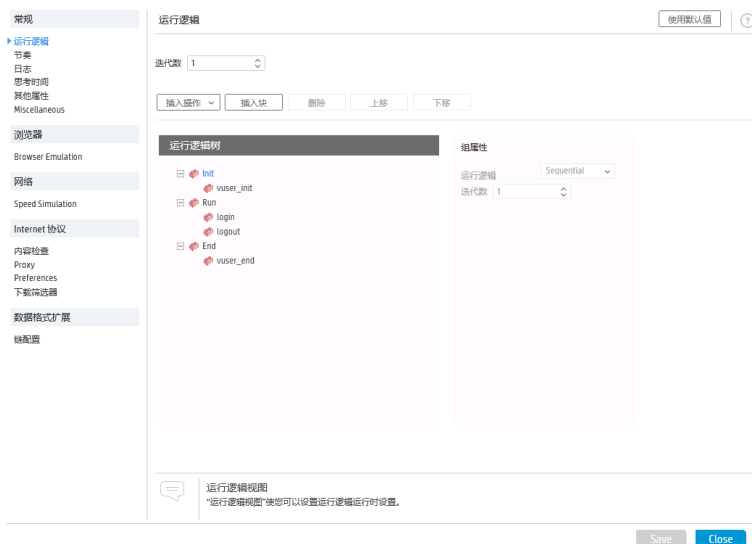 常规
运行逻辑
节奏
日志
思考时间
其他属性
Miscellaneous
浏览器
Browser Emulation
网络
Speed Simulation
Internet 协议
内容检查
Proxy
Preferences
下载筛选器
数据格式扩展
链配置
运行逻辑
使用默认值
?
迭代数 1
插入操作 插入块 删除 上移 下移
运行逻辑树
Init
vuser_init
Run
login
logout
End
vuser_end
组属性
运行逻辑 Sequential
迭代数 1
运行逻辑视图
“运行逻辑视图”使您可以设置运行逻辑运行时设置。
Save Close